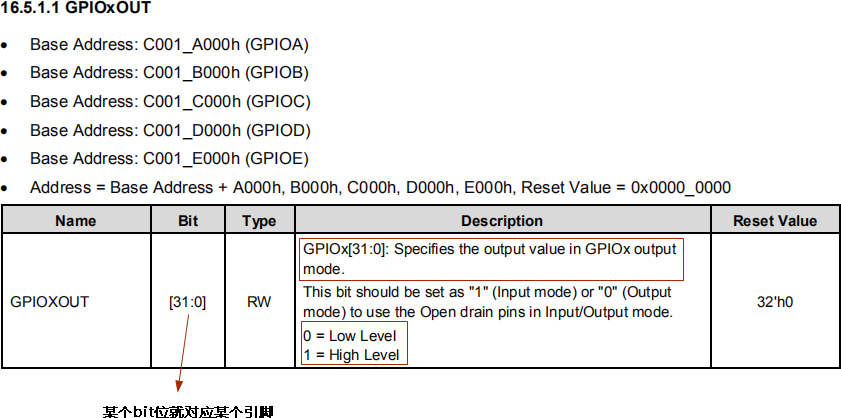 16.5.1.1 GPIOxOUT
• Base Address: C001_A000h (GPIOA)
• Base Address: C001_B000h (GPIOB)
• Base Address: C001_C000h (GPIOC)
• Base Address: C001_D000h (GPIOD)
• Base Address: C001_E000h (GPIOE)
• Address = Base Address + A000h, B000h, C000h, D000h, E000h, Reset Value = 0x0000_0000
Name Bit Type Description Reset Value
GPIOXOUT [31:0] RW
GPIOx[31:0]: Specifies the output value in GPIOx output
mode.
This bit should be set as "1" (Input mode) or "0" (Output
mode) to use the Open drain pins in Input/Output mode.
0 = Low Level
1 = High Level
32'h0
某个bit位就对应某个引脚